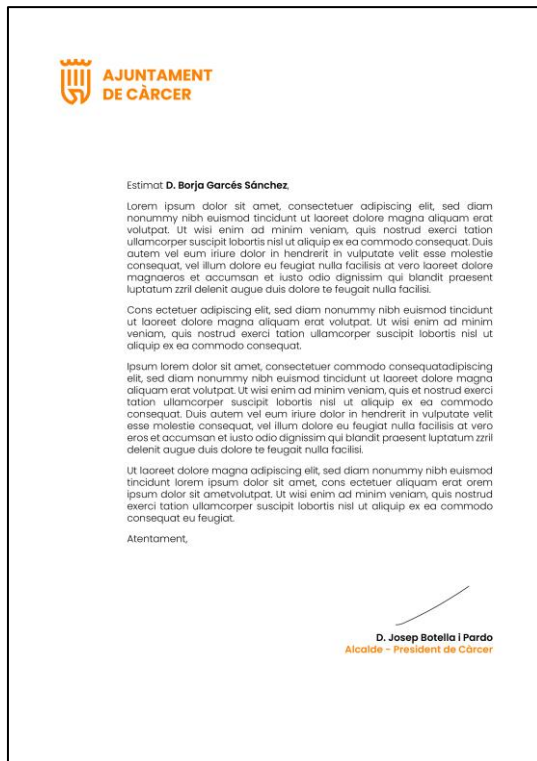 AJUNTAMENT
DE CÀRCER
Estimat D. Borja Garcés Sánchez,
Lorem ipsum dolor sit amet, consectetuer adipiscing elit, sed diam
nonummy nibh euismod tincidunt ut laoreet dolore magna aliquam erat
volutpat. Ut wisi enim ad minim veniam, quis nostrud exerci tation
ullamcorper suscipit lobortis nisl ut aliquip ex ea commodo consequat. Duis
autem vel eum iriure dolor in hendrerit in vulputate velit esse molestie
consequat, vel illum dolore eu feugiat nulla facilisis at vero laoreet dolore
magnaeros et accumsan et iusto odio dignissim qui blandit praesent
luptatum zzril delenit augue duis dolore te feugait nulla facilisi.
Cons ectetuer adipiscing elit, sed diam nonummy nibh euismod tincidunt
ut laoreet dolore magna aliquam erat volutpat. Ut wisi enim ad minim
veniam, quis nostrud exerci tation ullamcorper suscipit lobortis nisl ut
aliquip ex ea commodo consequat.
Ipsum lorem dolor sit amet, consectetuer commodo consequatadipiscing
elit, sed diam nonummy nibh euismod tincidunt ut laoreet dolore magna
aliquam erat volutpat. Ut wisi enim ad minim veniam, quis et nostrud exerci
tation ullamcorper suscipit lobortis nisl ut aliquip ex ea commodo
consequat. Duis autem vel eum iriure dolor in hendrerit in vulputate velit
esse molestie consequat, vel illum dolore eu feugiat nulla facilisis at vero
eros et accumsan et iusto odio dignissim qui blandit praesent luptatum zzril
delenit augue duis dolore te feugait nulla facilisi.
Ut laoreet dolore magna adipiscing elit, sed diam nonummy nibh euismod
tincidunt lorem ipsum dolor sit amet, cons ectetuer aliquam erat orem
ipsum dolor sit ametvolutpat. Ut wisi enim ad minim veniam, quis nostrud
exerci tation ullamcorper suscipit lobortis nisl ut aliquip ex ea commodo
consequat eu feugiat.
Atentament,
D. Josep Botella i Pardo
Alcalde - President de Càrcer